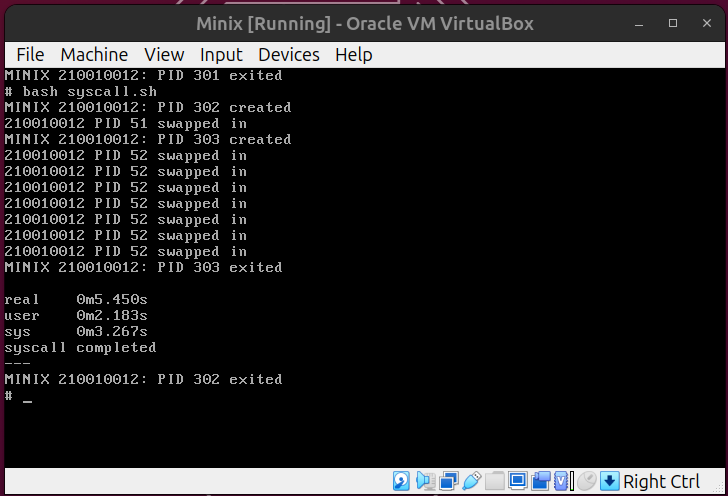 Minix [Running] - Oracle VM VirtualBox
File Machine View Input Devices Help
MINIX 210010012: PID 301 exited
# bash syscall.sh
MINIX 210010012: PID 302 created
210010012 PID 51 swapped in
MINIX 210010012: PID 303 created
210010012 PID 52 swapped in
210010012 PID 52 swapped in
210010012 PID 52 swapped in
210010012 PID 52 swapped in
210010012 PID 52 swapped in
210010012 PID 52 swapped in
210010012 PID 52 swapped in
MINIX 210010012: PID 303 exited
real 0m5.450s
user 0m2.183s
sys 0m3.267s
syscall completed
---
MINIX 210010012: PID 302 exited
# _
Right Ctrl